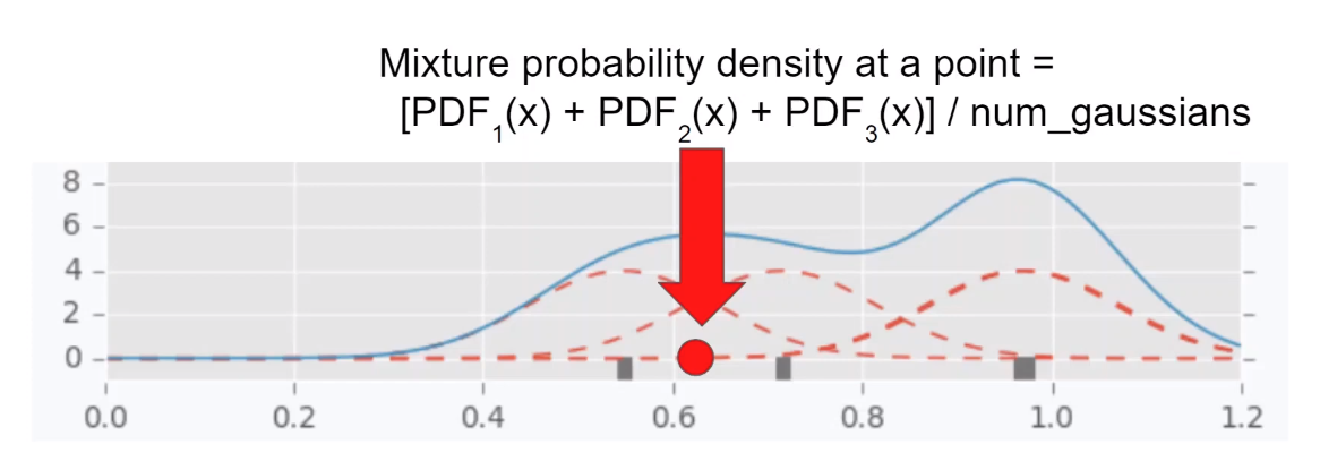 Mixture probability density at a point =
[PDF₁(x) + PDF₂(x) + PDF₃(x)] / num_gaussians
8
6
4
2
0
0.0 0.2 0.4 0.6 0.8 1.0 1.2